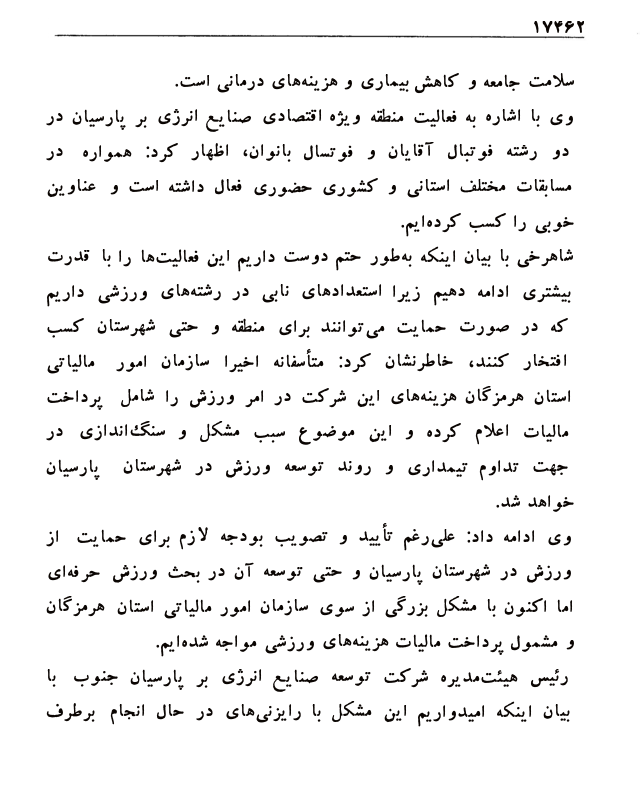 ۱۷۴۶۲
سلامت جامعه و کاهش بیماری و هزینه‌های درمانی است.
وی با اشاره به فعالیت منطقه ویژه اقتصادی صنایع انرژی بر پارسیان در
دو رشته فوتبال آقایان و فوتسال بانوان، اظهار کرد: همواره در
مسابقات مختلف استانی و کشوری حضوری فعال داشته است و عناوین
خوبی را کسب کرده‌ایم.
شاهرخی با بیان اینکه به‌طور حتم دوست داریم این فعالیت‌ها را با قدرت
بیشتری ادامه دهیم زیرا استعدادهای نابی در رشته‌های ورزشی داریم
که در صورت حمایت می‌توانند برای منطقه و حتی شهرستان کسب
افتخار کنند، خاطرنشان کرد: متأسفانه اخیرا سازمان امور مالیاتی
استان هرمزگان هزینه‌های این شرکت در امر ورزش را شامل پرداخت
مالیات اعلام کرده و این موضوع سبب مشکل و سنگ‌اندازی در
جهت تداوم تیمداری و روند توسعه ورزش در شهرستان پارسیان
خواهد شد.
وی ادامه داد: علی‌رغم تأیید و تصویب بودجه لازم برای حمایت از
ورزش در شهرستان پارسیان و حتی توسعه آن در بحث ورزش حرفه‌ای
اما اکنون با مشکل بزرگی از سوی سازمان امور مالیاتی استان هرمزگان
و مشمول پرداخت مالیات هزینه‌های ورزشی مواجه شده‌ایم.
رئیس هیئت‌مدیره شرکت توسعه صنایع انرژی بر پارسیان جنوب با
بیان اینکه امیدواریم این مشکل با رایزنی‌های در حال انجام برطرف